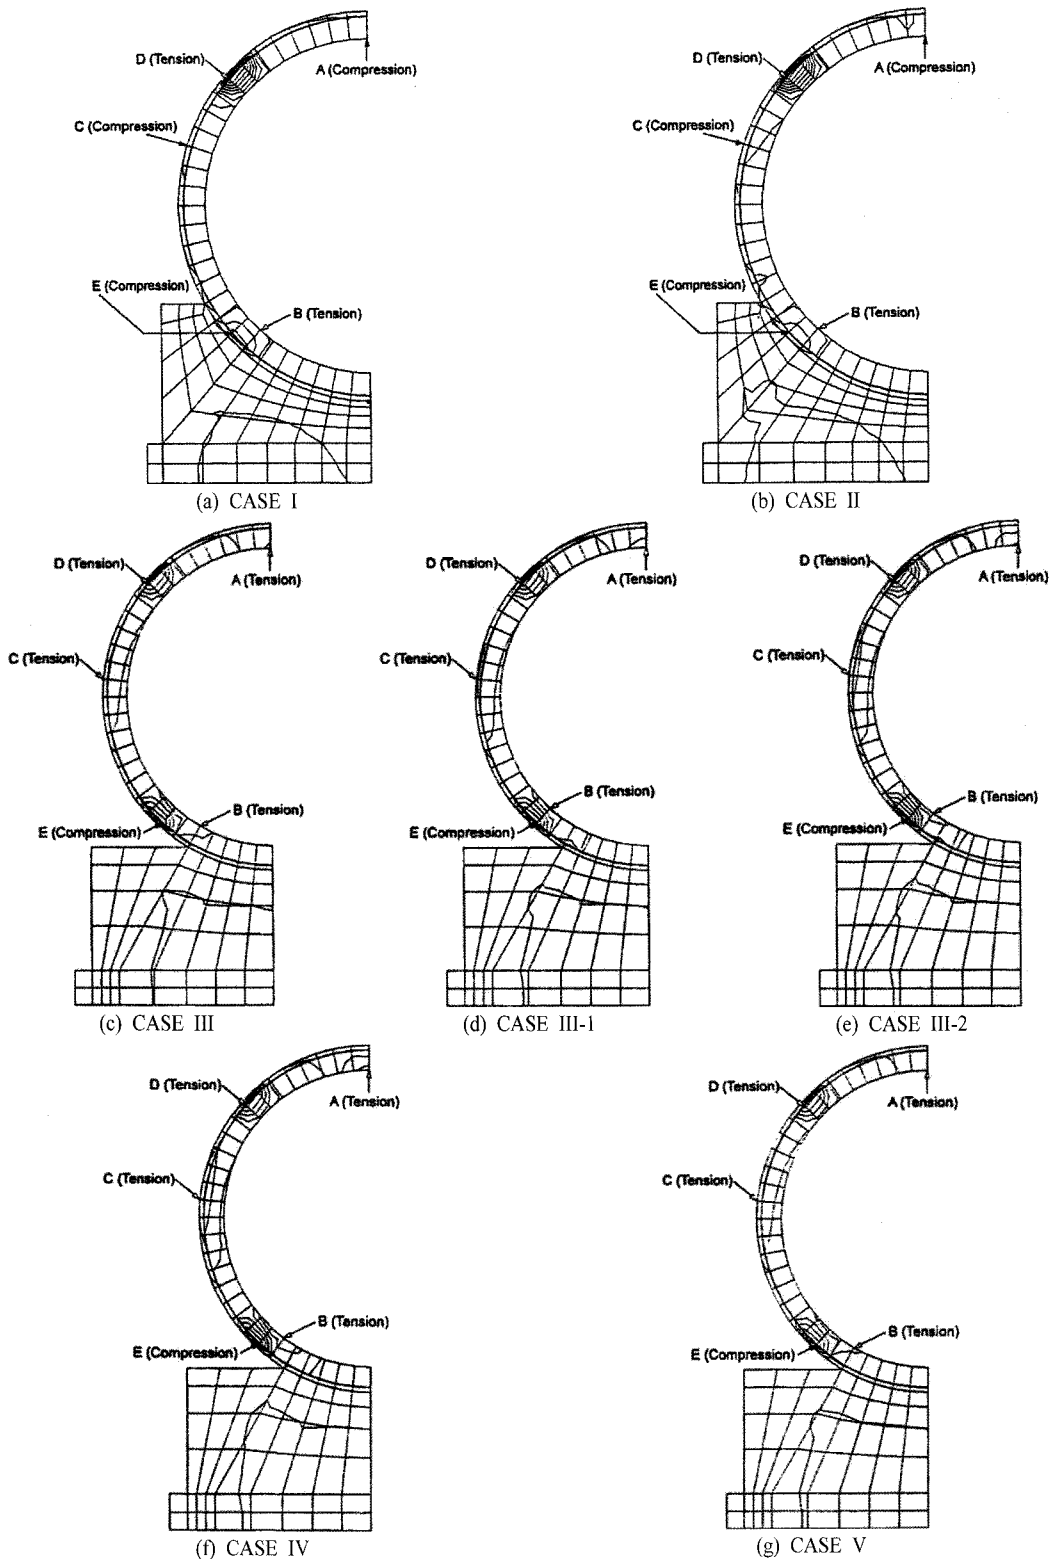 D (Tension)
A (Compression)
C (Compression)
E (Compression)
B (Tension)
(a) CASE I
D (Tension)
A (Compression)
C (Compression)
E (Compression)
B (Tension)
(b) CASE II
D (Tension)
A (Tension)
C (Tension)
B (Tension)
E (Compression)
(c) CASE III
D (Tension)
A (Tension)
C (Tension)
B (Tension)
E (Compression)
(d) CASE III-1
D (Tension)
A (Tension)
C (Tension)
B (Tension)
E (Compression)
(e) CASE III-2
D (Tension)
A (Tension)
C (Tension)
B (Tension)
E (Compression)
(f) CASE IV
D (Tension)
A (Tension)
C (Tension)
B (Tension)
E (Compression)
(g) CASE V